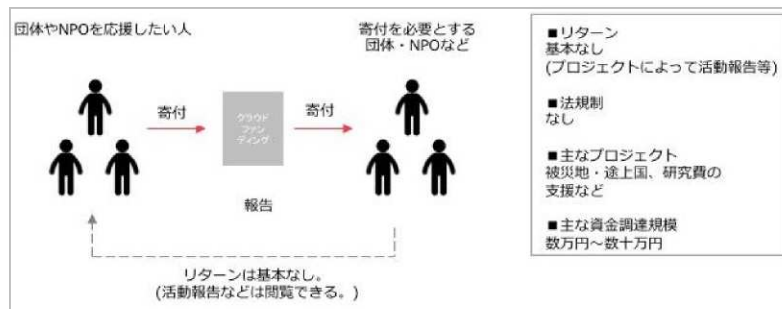 団体やNPOを応援したい人
寄付を必要とする
団体・NPOなど
寄付
クラウド
ファン
ディング
寄付
報告
リターンは基本なし。
(活動報告などは閲覧できる。)
■リターン
基本なし
(プロジェクトによって活動報告等)
■法規制
なし
■主なプロジェクト
被災地・途上国、研究費の
支援など
■主な資金調達規模
数万円～数十万円